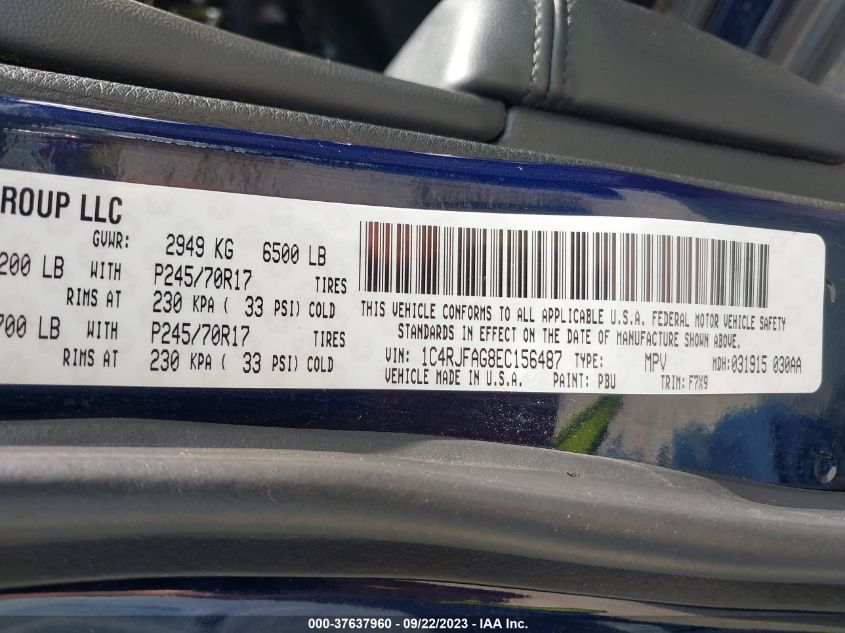 ROUP LLC
GVWR: 2949 KG 6500 LB
200 LB WITH P245/70R17 TIRES
RIMS AT 230 KPA ( 33 PSI) COLD
700 LB WITH P245/70R17 TIRES
RIMS AT 230 KPA ( 33 PSI) COLD
THIS VEHICLE CONFORMS TO ALL APPLICABLE U.S.A. FEDERAL MOTOR VEHICLE SAFETY
STANDARDS IN EFFECT ON THE DATE OF MANUFACTURE SHOWN ABOVE.
VIN: 1C4RJFAG8EC156487 TYPE: MPV MDH:031915 030AA
VEHICLE MADE IN U.S.A. PAINT: PBU TRIM: F7X9
000-37637960 - 09/22/2023 - IAAI.COM